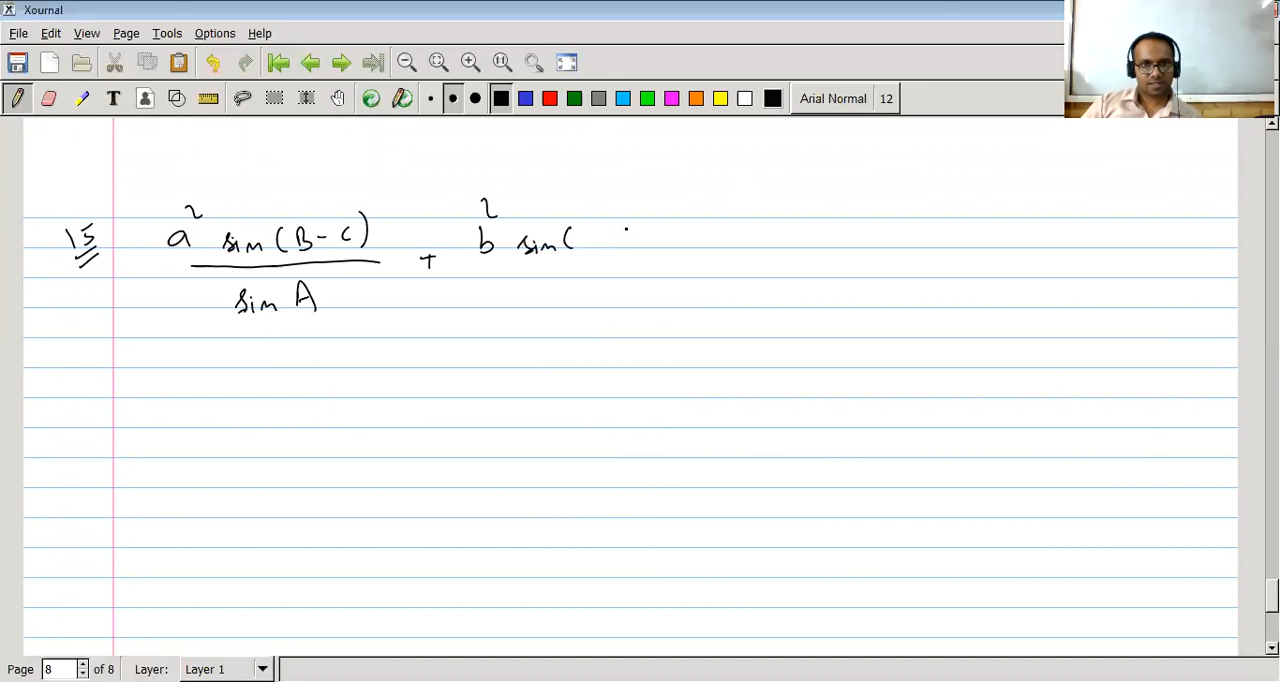 Xournal
File Edit View Page Tools Options Help
Arial Normal 12
15 a² sin(B-C) + b² sin(
sin A
Page 8 of 8 Layer: Layer 1